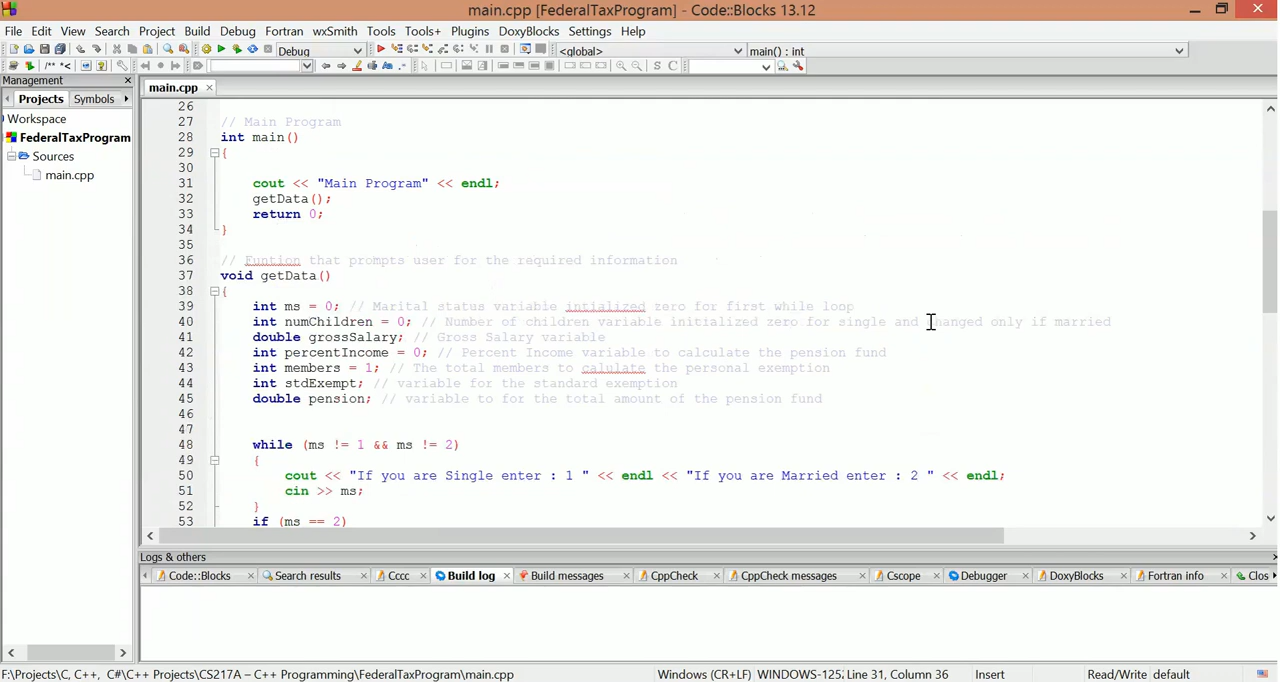 main.cpp [FederalTaxProgram] - Code::Blocks 13.12
File Edit View Search Project Build Debug Fortran wxSmith Tools Tools+ Plugins DoxyBlocks Settings Help
Debug <global> main() : int
/** *< S C
Management
main.cpp
Projects Symbols
Workspace
FederalTaxProgram
Sources
main.cpp
26
27 // Main Program
28 int main()
29 {
30
31 cout << "Main Program" << endl;
32 getData();
33 return 0;
34 }
35
36 // Funtion that prompts user for the required information
37 void getData()
38 {
39 int ms = 0; // Marital status variable intialized zero for first while loop
40 int numChildren = 0; // Number of children variable initialized zero for single and changed only if married
41 double grossSalary; // Gross Salary variable
42 int percentIncome = 0; // Percent Income variable to calculate the pension fund
43 int members = 1; // The total members to calulate the personal exemption
44 int stdExempt; // variable for the standard exemption
45 double pension; // variable to for the total amount of the pension fund
46
47
48 while (ms != 1 && ms != 2)
49 {
50 cout << "If you are Single enter : 1 " << endl << "If you are Married enter : 2 " << endl;
51 cin >> ms;
52 }
53 if (ms == 2)
Logs & others
Code::Blocks Search results Cccc Build log Build messages CppCheck CppCheck messages Cscope Debugger DoxyBlocks Fortran info Clos
F:\Projects\C, C++, C#\C++ Projects\CS217A – C++ Programming\FederalTaxProgram\main.cpp Windows (CR+LF) WINDOWS-1252 Line 31, Column 36 Insert Read/Write default